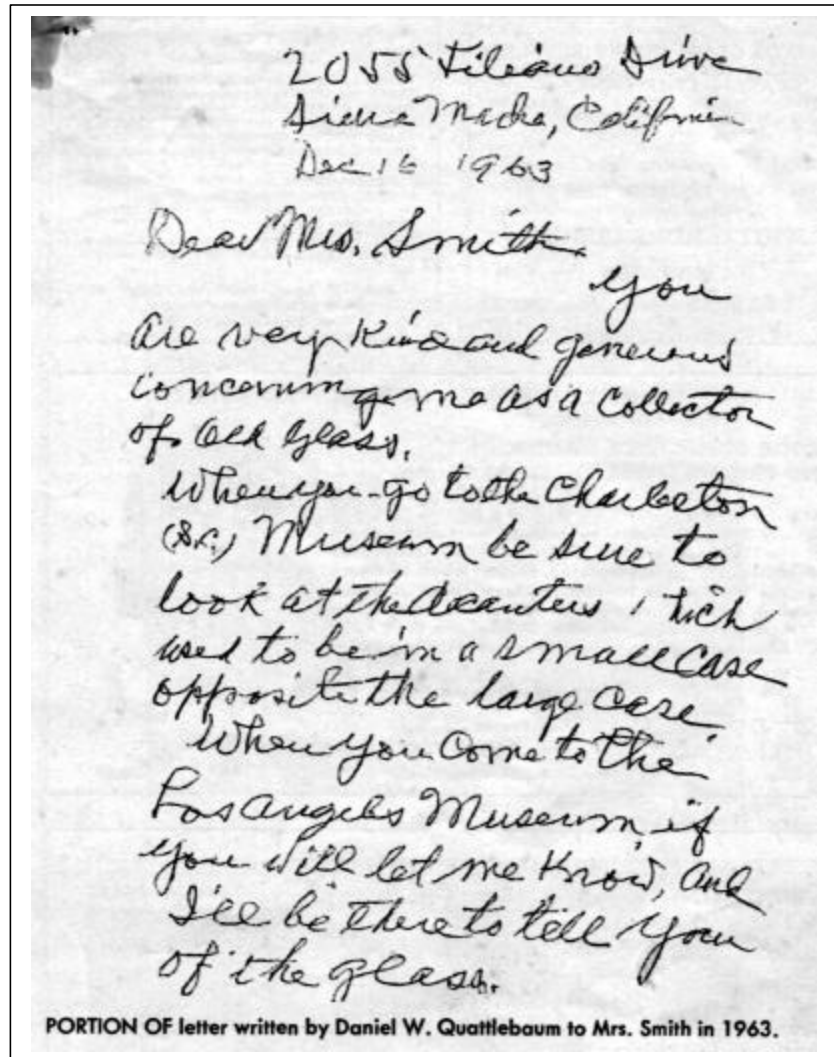 2055 Liliano Drive
Sierra Madre, California
Dec 16 1963
Dear Mrs. Smith.
You
are very kind and generous
concerning me as a collector
of old glass.
When you go to the Charleston
(S.C.) Museum be sure to
look at the decanters
used to be in a small case
opposite the large case.
When you come to the
Los Angeles Museum if
you will let me know, and
I'll be there to tell you
of the glass.
PORTION OF letter written by Daniel W. Quattlebaum to Mrs. Smith in 1963.